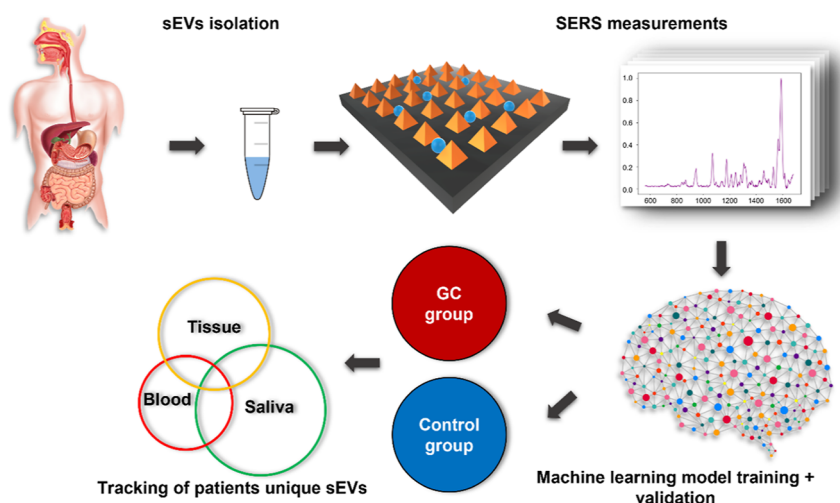 sEVs isolation
SERS measurements
1.0
0.8
0.6
0.4
0.2
0.0
600 800 1000 1200 1400 1600
GC
group
Control
group
Tissue
Blood
Saliva
Tracking of patients unique sEVs
Machine learning model training +
validation